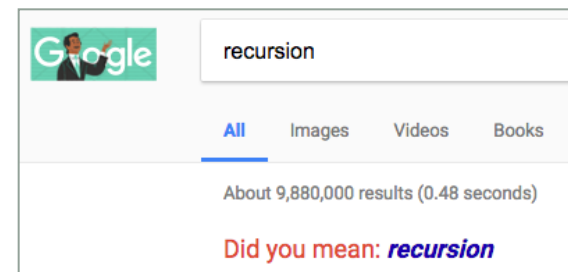 Google
recursion
All Images Videos Books
About 9,880,000 results (0.48 seconds)
Did you mean: recursion